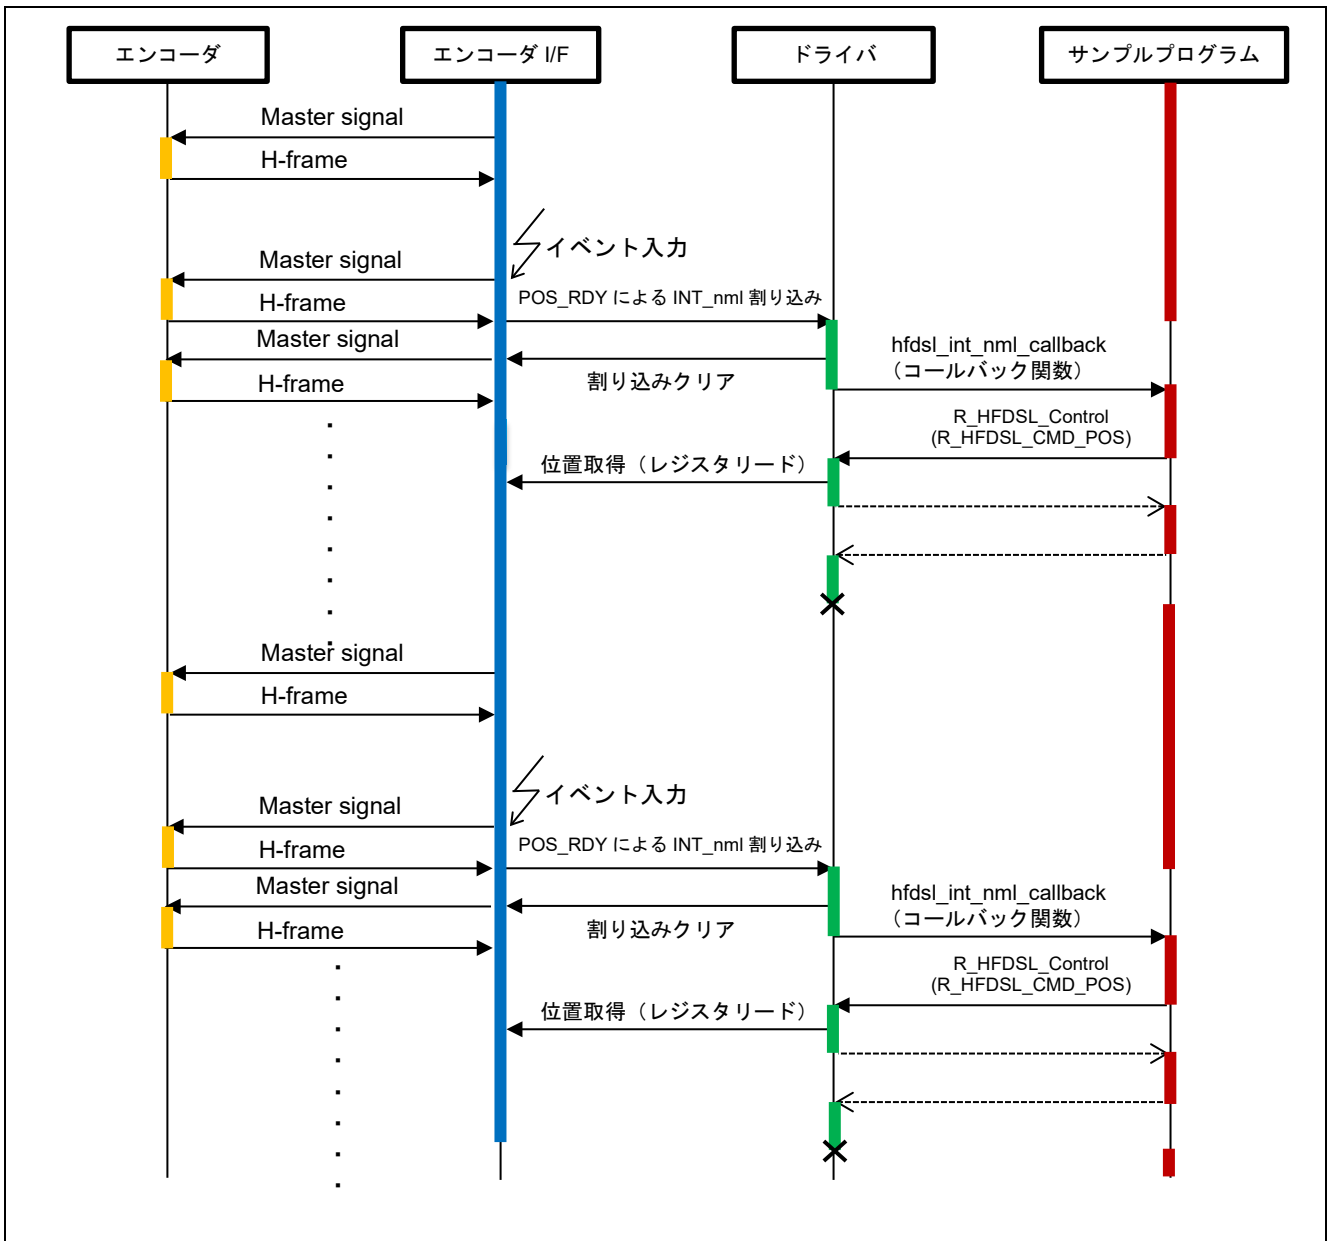 エンコーダ
エンコーダ I/F
ドライバ
サンプルプログラム
Master signal
H-frame
イベント入力
Master signal
H-frame
POS_RDY による INT_nml 割り込み
Master signal
hfdsl_int_nml_callback
（コールバック関数）
割り込みクリア
H-frame
R_HFDSL_Control
(R_HFDSL_CMD_POS)
位置取得（レジスタリード）
Master signal
H-frame
イベント入力
Master signal
H-frame
POS_RDY による INT_nml 割り込み
Master signal
hfdsl_int_nml_callback
（コールバック関数）
割り込みクリア
H-frame
R_HFDSL_Control
(R_HFDSL_CMD_POS)
位置取得（レジスタリード）